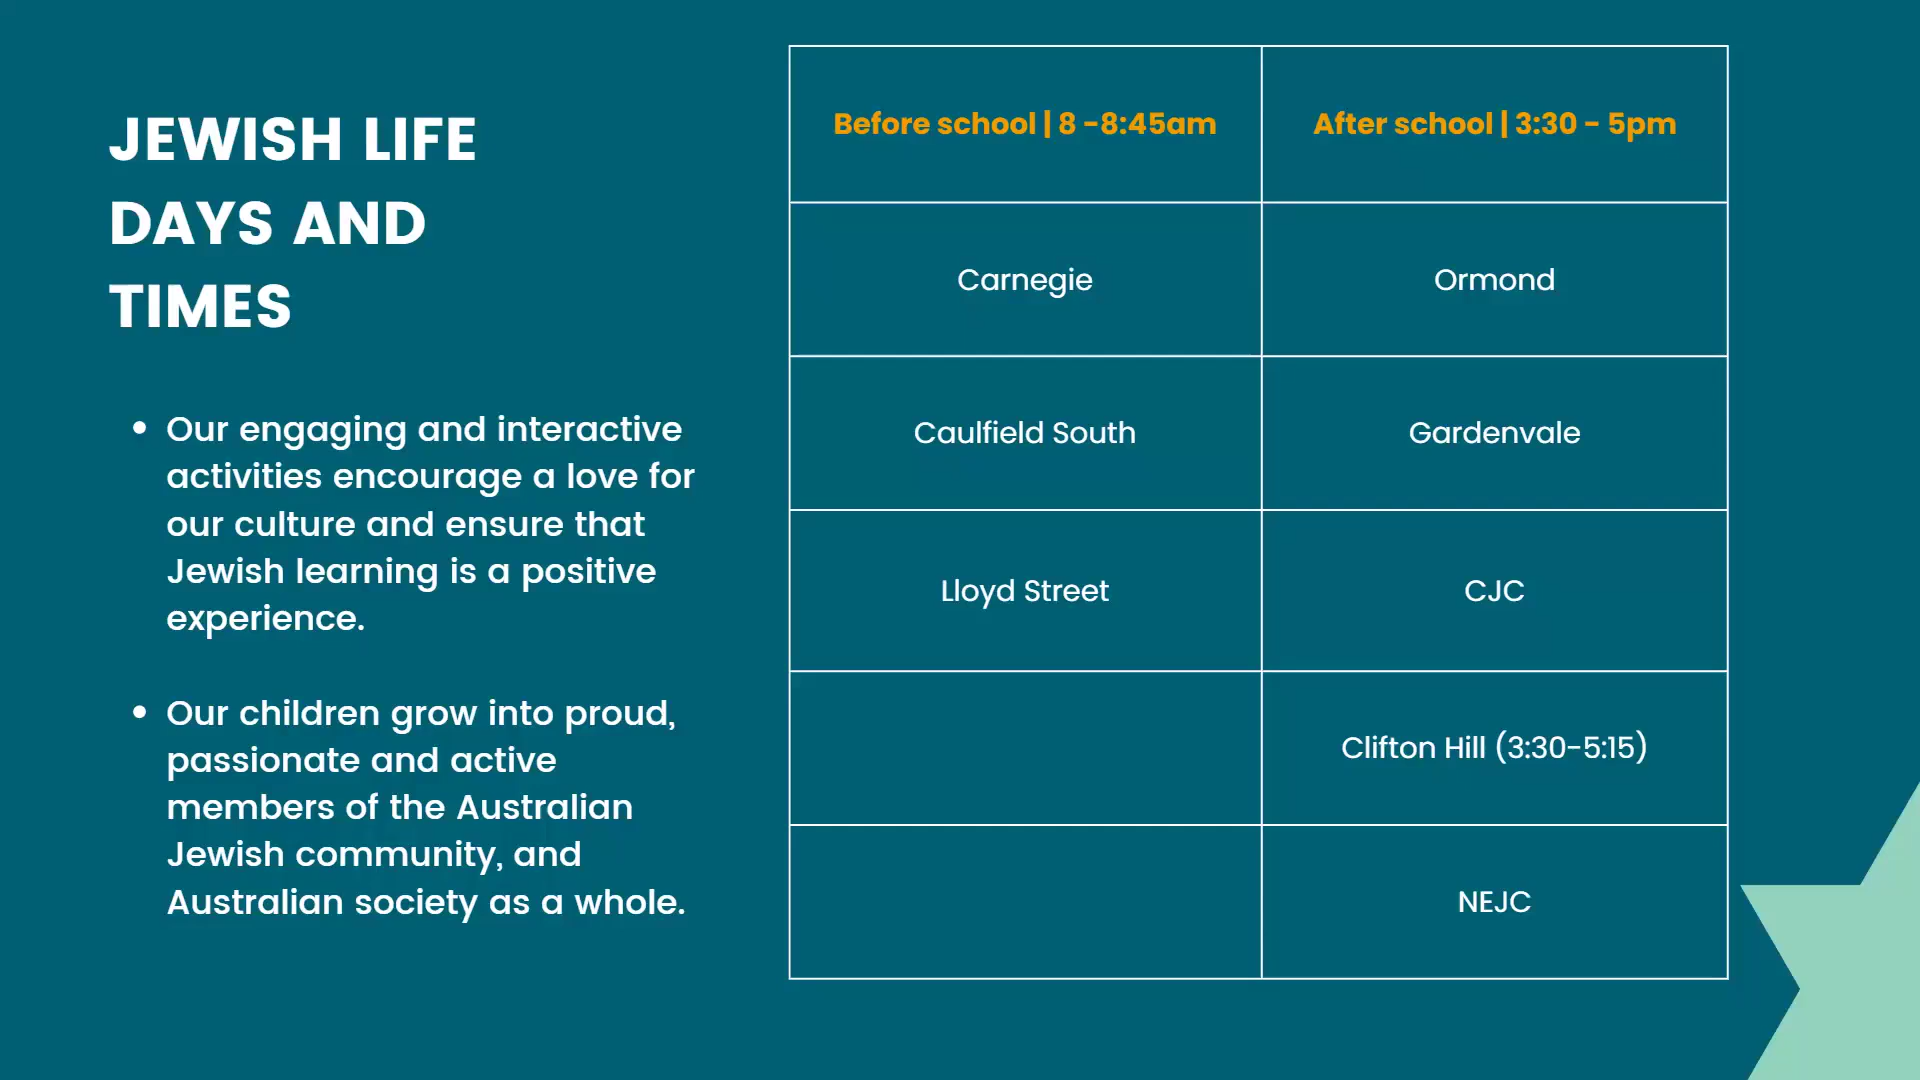 JEWISH LIFE
DAYS AND
TIMES
• Our engaging and interactive
activities encourage a love for
our culture and ensure that
Jewish learning is a positive
experience.
• Our children grow into proud,
passionate and active
members of the Australian
Jewish community, and
Australian society as a whole.
Before school | 8 -8:45am
After school | 3:30 - 5pm
Carnegie
Ormond
Caulfield South
Gardenvale
Lloyd Street
CJC
Clifton Hill (3:30-5:15)
NEJC